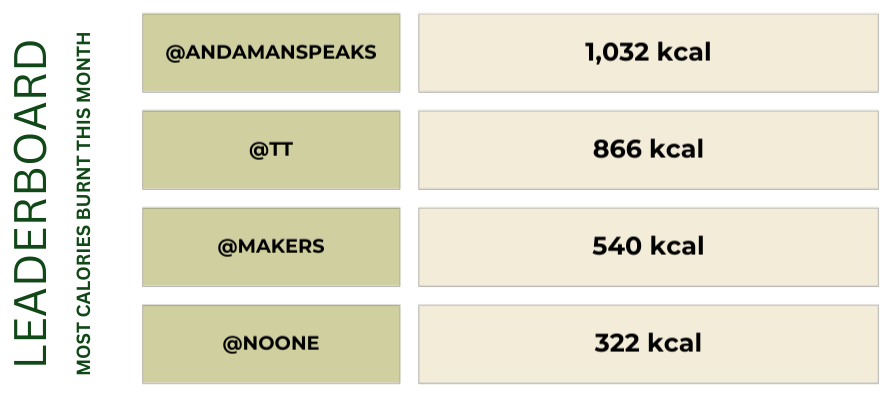 LEADERBOARD
MOST CALORIES BURNT THIS MONTH
@ANDAMANSPEAKS 1,032 kcal
@TT 866 kcal
@MAKERS 540 kcal
@NOONE 322 kcal